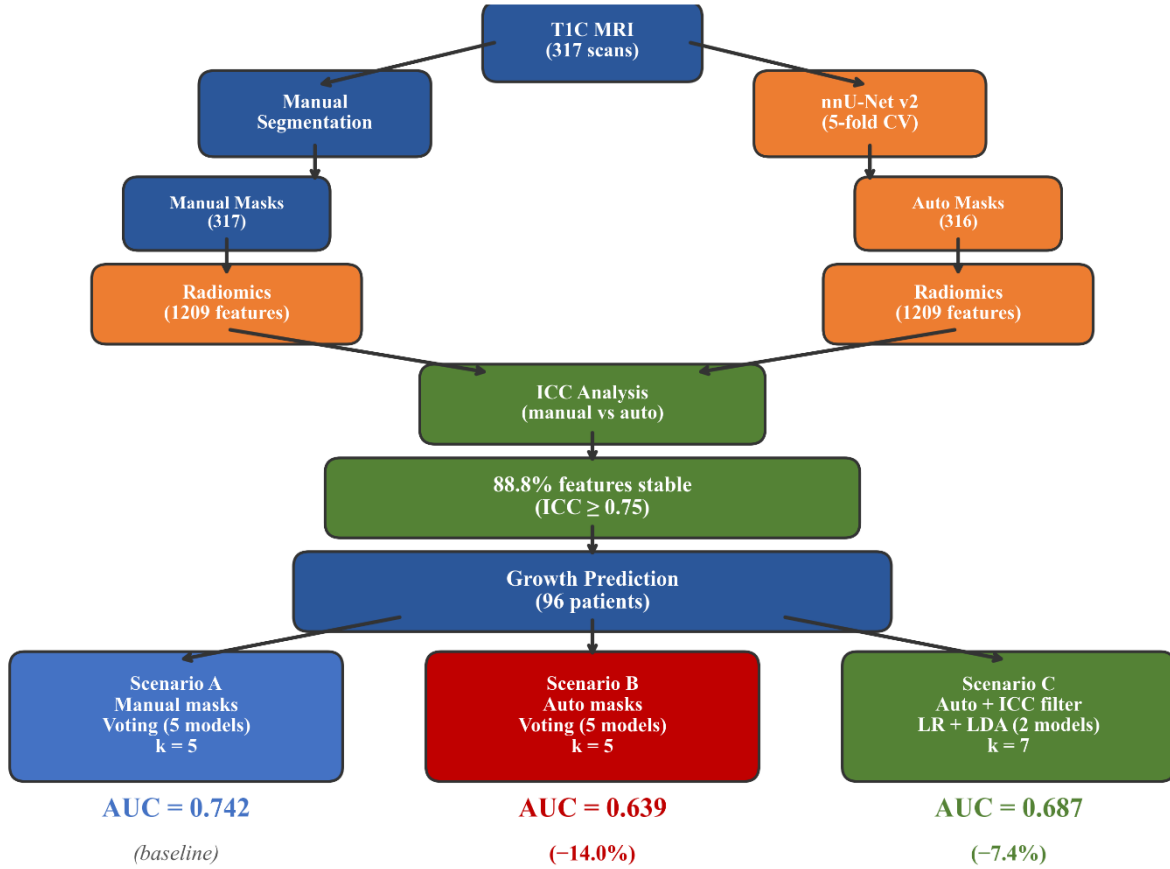 T1C MRI
(317 scans)
Manual
Segmentation
nnU-Net v2
(5-fold CV)
Manual Masks
(317)
Auto Masks
(316)
Radiomics
(1209 features)
Radiomics
(1209 features)
ICC Analysis
(manual vs auto)
88.8% features stable
(ICC ≥ 0.75)
Growth Prediction
(96 patients)
Scenario A
Manual masks
Voting (5 models)
k = 5
Scenario B
Auto masks
Voting (5 models)
k = 5
Scenario C
Auto + ICC filter
LR + LDA (2 models)
k = 7
AUC = 0.742
(baseline)
AUC = 0.639
(−14.0%)
AUC = 0.687
(−7.4%)